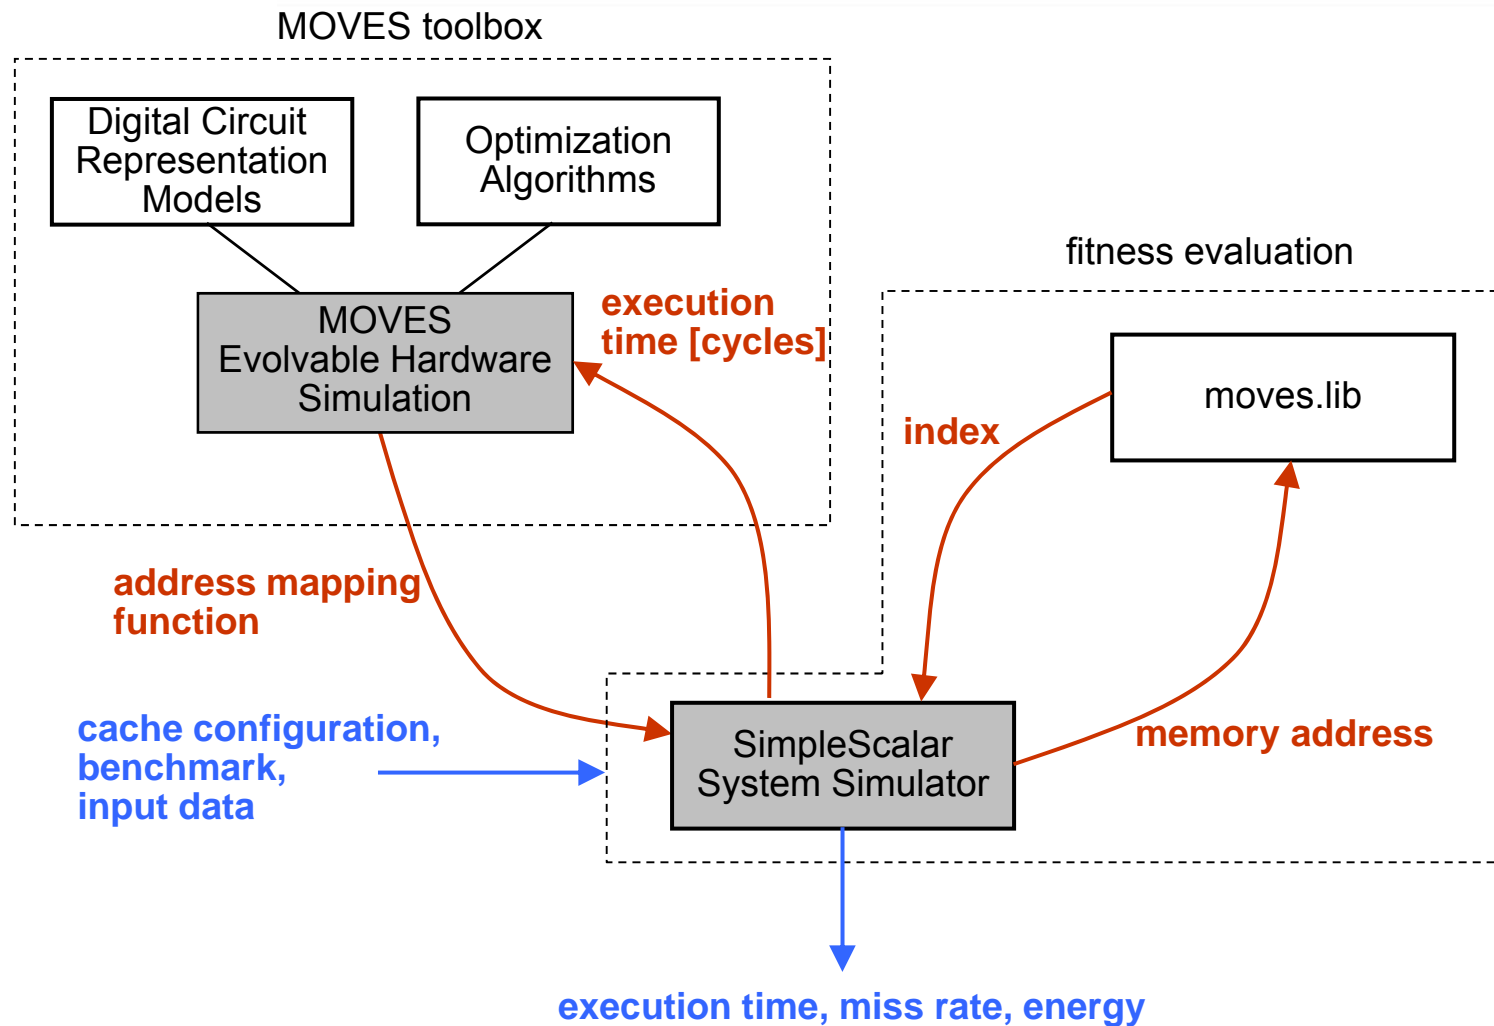 MOVES toolbox
Digital Circuit
Representation
Models
Optimization
Algorithms
MOVES
Evolvable Hardware
Simulation
execution
time [cycles]
fitness evaluation
moves.lib
index
address mapping
function
cache configuration,
benchmark,
input data
SimpleScalar
System Simulator
memory address
execution time, miss rate, energy